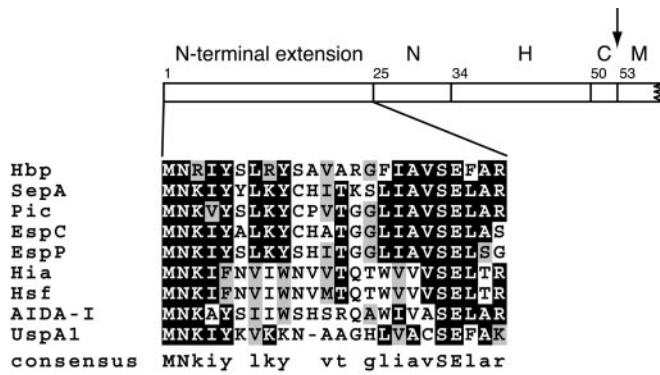 N-terminal extension N H C M
1 25 34 50 53
Hbp MNRIYSLRYSAVARGFIAVSEFAR
SepA MNKIYYLKYCHITKSLIAVSELAR
Pic MNKVYSLKYCPVTGGLIAVSELAR
EspC MNKIYALKYCHATGGLIAVSELAS
EspP MNKIYSLKYSHITGGLIAVSELSG
Hia MNKIFNVIWNVVTQTWVVVSELTR
Hsf MNKIFNVIWNVMTQTWVVVSELTR
AIDA-I MNKAYSIIWSHSRQAWIVASELAR
UspA1 MNKIYKVKKN-AAGHLVACSEFAK
consensus MNkiy lky vt gliavSElar